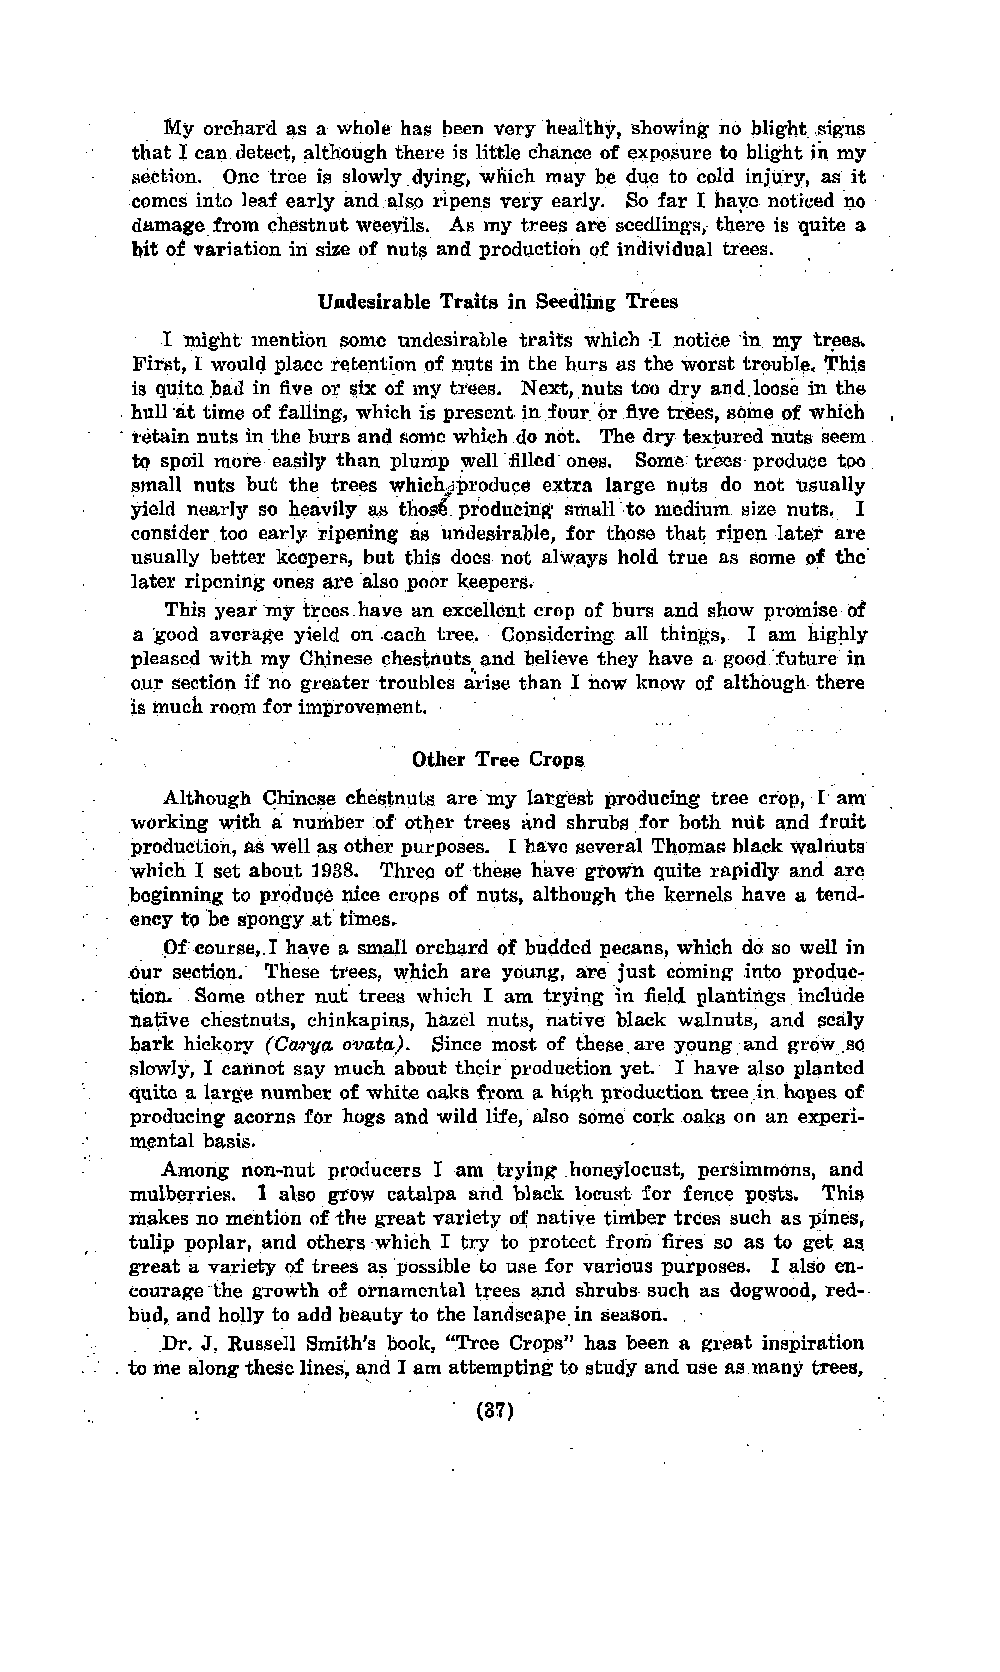 My orchard as a whole has been very healthy, showing no blight signs
that I can detect, although there is little chance of exposure to blight in my
section. One tree is slowly dying, which may be due to cold injury, as it
comes into leaf early and also ripens very early. So far I have noticed no
damage from chestnut weevils. As my trees are seedlings, there is quite a
bit of variation in size of nuts and production of individual trees.
Undesirable Traits in Seedling Trees
I might mention some undesirable traits which I notice in my trees.
First, I would place retention of nuts in the burs as the worst trouble. This
is quite bad in five or six of my trees. Next, nuts too dry and loose in the
hull at time of falling, which is present in four or five trees, some of which
retain nuts in the burs and some which do not. The dry textured nuts seem
to spoil more easily than plump well filled ones. Some trees produce too
small nuts but the trees which produce extra large nuts do not usually
yield nearly so heavily as those producing small to medium size nuts. I
consider too early ripening as undesirable, for those that ripen later are
usually better keepers, but this does not always hold true as some of the
later ripening ones are also poor keepers.
This year my trees have an excellent crop of burs and show promise of
a good average yield on each tree. Considering all things, I am highly
pleased with my Chinese chestnuts and believe they have a good future in
our section if no greater troubles arise than I now know of although there
is much room for improvement.
Other Tree Crops
Although Chinese chestnuts are my largest producing tree crop, I am
working with a number of other trees and shrubs for both nut and fruit
production, as well as other purposes. I have several Thomas black walnuts
which I set about 1938. Three of these have grown quite rapidly and are
beginning to produce nice crops of nuts, although the kernels have a tend-
ency to be spongy at times.
Of course, I have a small orchard of budded pecans, which do so well in
our section. These trees, which are young, are just coming into produc-
tion. Some other nut trees which I am trying in field plantings include
native chestnuts, chinkapins, hazel nuts, native black walnuts, and scaly
bark hickory (Carya ovata). Since most of these are young and grow so
slowly, I cannot say much about their production yet. I have also planted
quite a large number of white oaks from a high production tree in hopes of
producing acorns for hogs and wild life, also some cork oaks on an experi-
mental basis.
Among non-nut producers I am trying honeylocust, persimmons, and
mulberries. I also grow catalpa and black locust for fence posts. This
makes no mention of the great variety of native timber trees such as pines,
tulip poplar, and others which I try to protect from fires so as to get as
great a variety of trees as possible to use for various purposes. I also en-
courage the growth of ornamental trees and shrubs such as dogwood, red-
bud, and holly to add beauty to the landscape in season.
Dr. J. Russell Smith's book, "Tree Crops" has been a great inspiration
to me along these lines, and I am attempting to study and use as many trees,
(37)